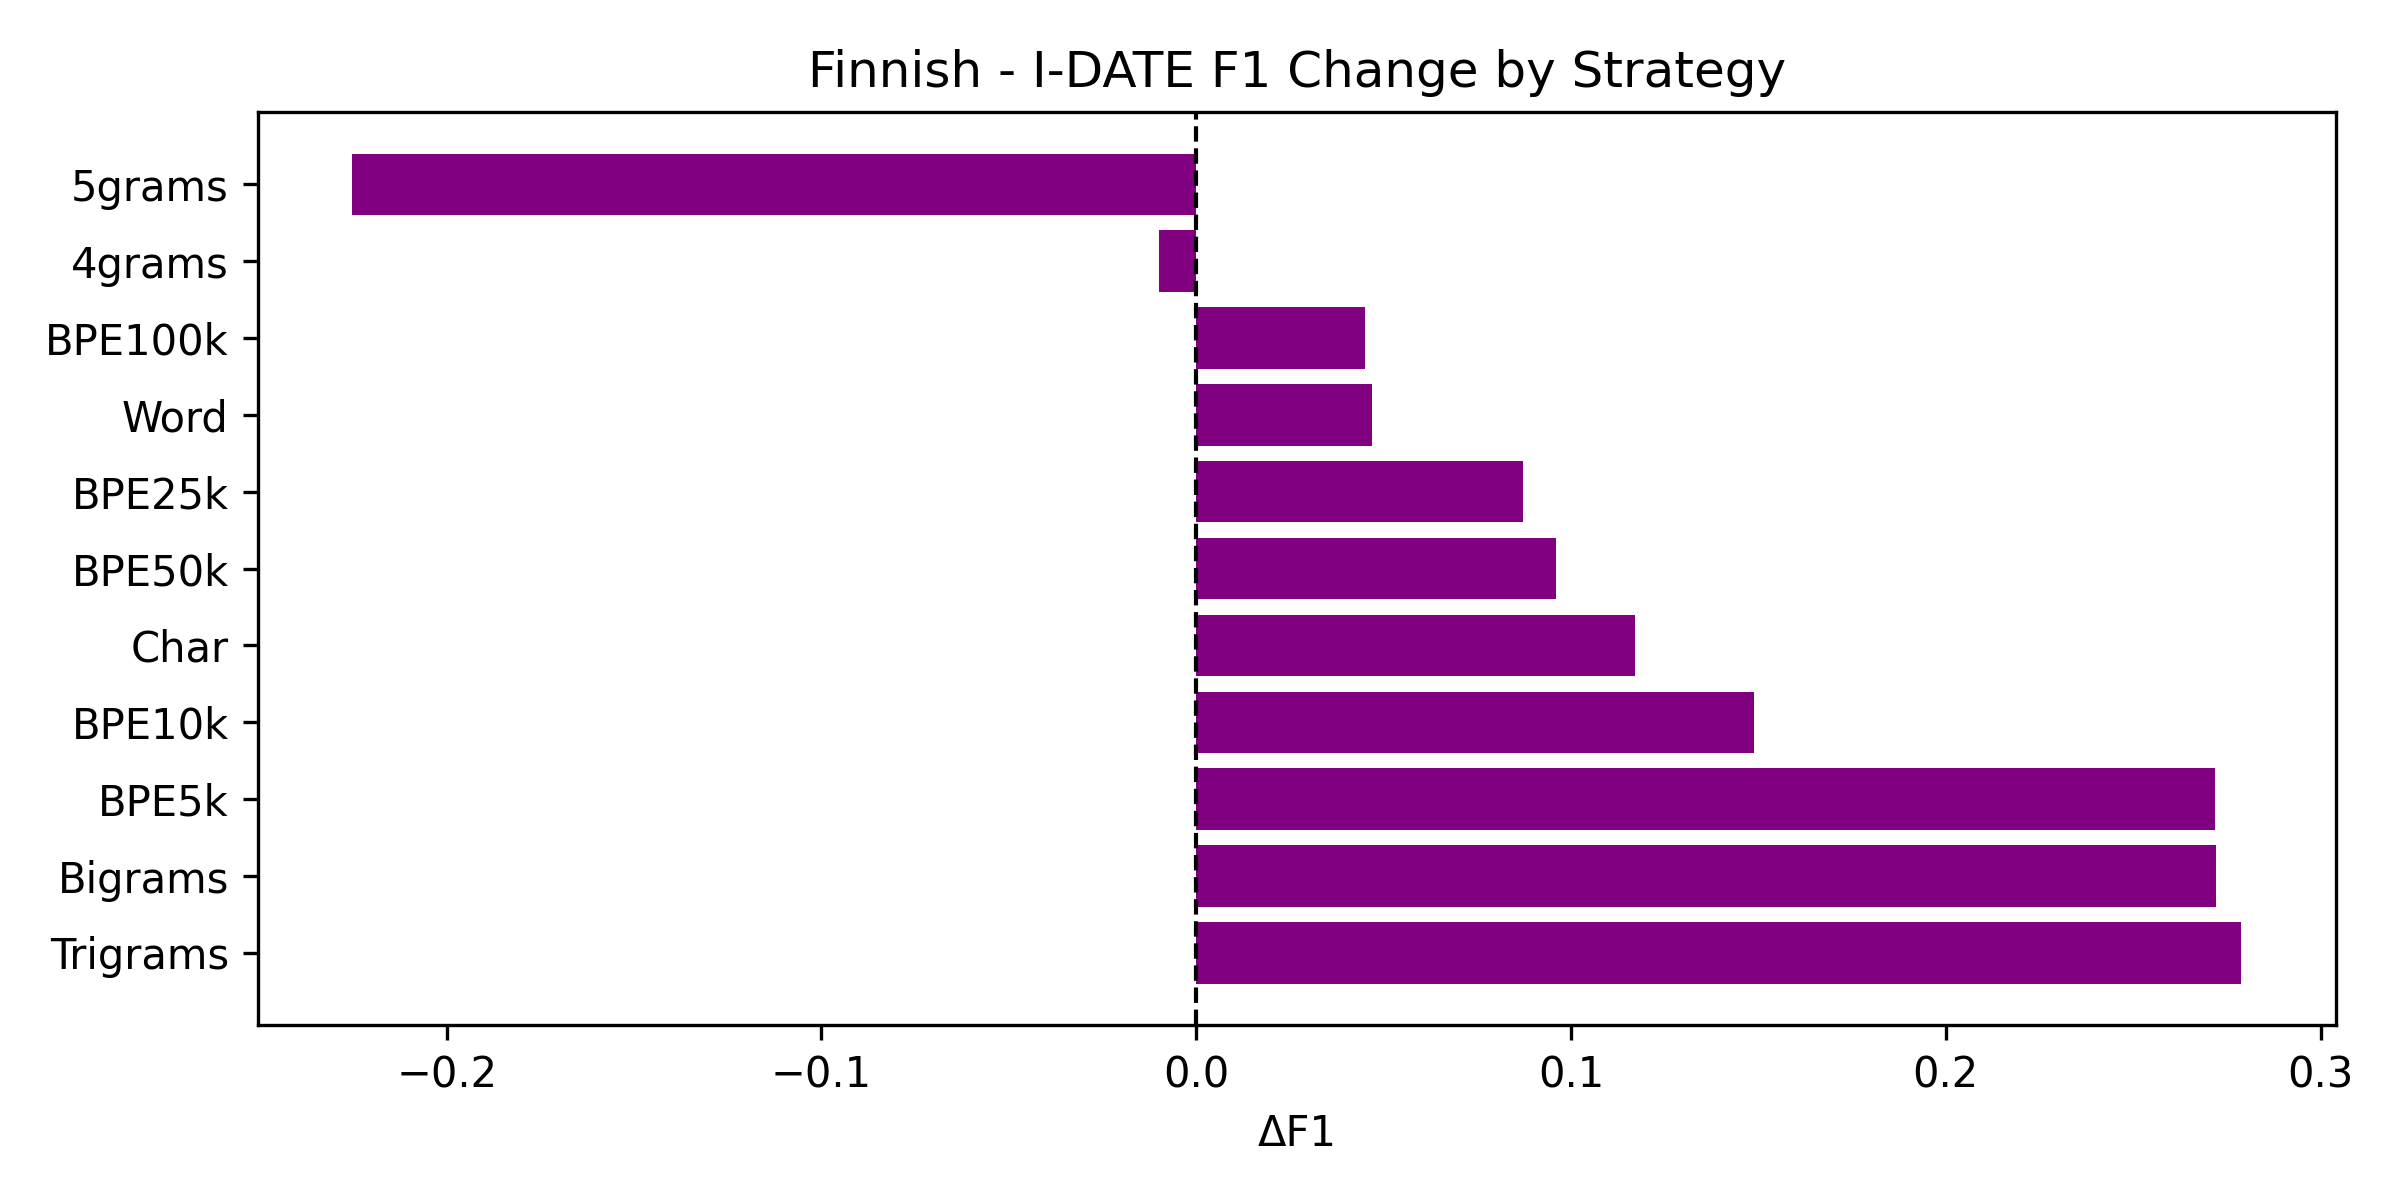 Finnish - I-DATE F1 Change by Strategy
5grams
4grams
BPE100k
Word
BPE25k
BPE50k
Char
BPE10k
BPE5k
Bigrams
Trigrams
−0.2 −0.1 0.0 0.1 0.2 0.3
ΔF1